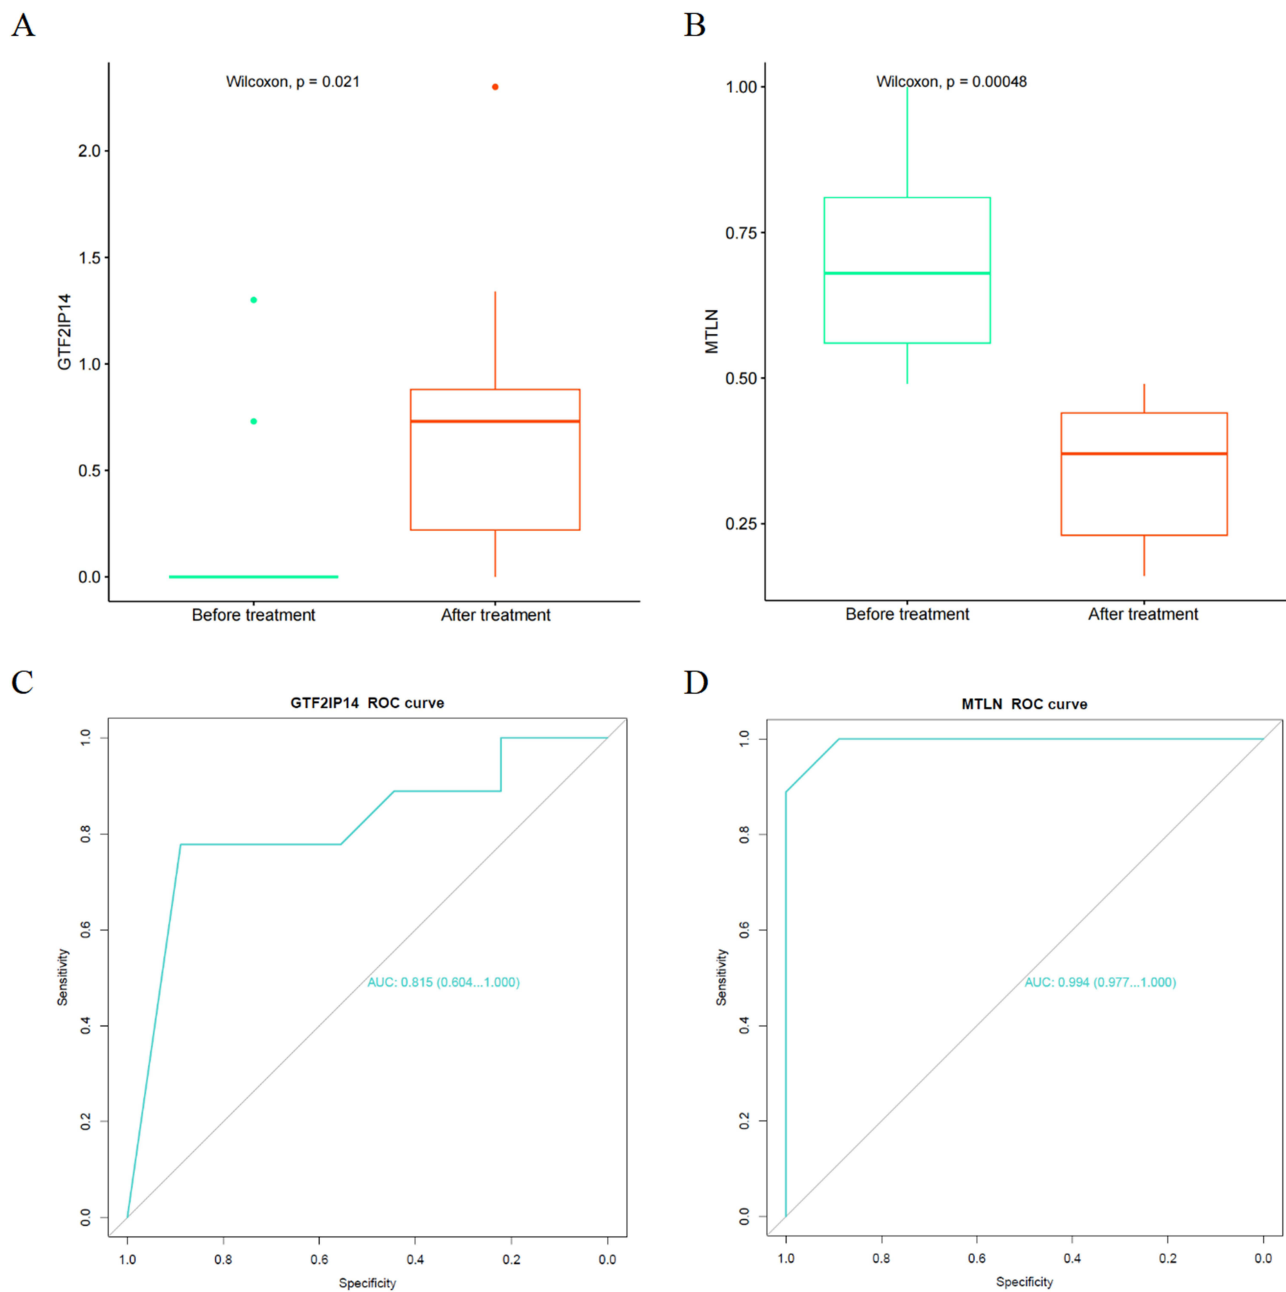 A
Wilcoxon, p = 0.021
GTF2IP14
2.0
1.5
1.0
0.5
0.0
Before treatment
After treatment
B
Wilcoxon, p = 0.00048
MTLN
1.00
0.75
0.50
0.25
Before treatment
After treatment
C
GTF2IP14 ROC curve
Sensitivity
1.0
0.8
0.6
0.4
0.2
0.0
AUC: 0.815 (0.604...1.000)
1.0 0.8 0.6 0.4 0.2 0.0
Specificity
D
MTLN ROC curve
Sensitivity
1.0
0.8
0.6
0.4
0.2
0.0
AUC: 0.994 (0.977...1.000)
1.0 0.8 0.6 0.4 0.2 0.0
Specificity